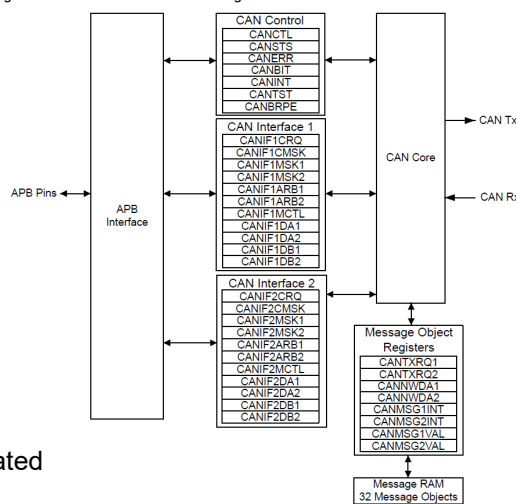 CAN Control
CANCTL
CANSTS
CANERR
CANBIT
CANINT
CANTST
CANBRPE
CAN Interface 1
CANIF1CRQ
CANIF1CMSK
CANIF1MSK1
CANIF1MSK2
CANIF1ARB1
CANIF1ARB2
CANIF1MCTL
CANIF1DA1
CANIF1DA2
CANIF1DB1
CANIF1DB2
CAN Interface 2
CANIF2CRQ
CANIF2CMSK
CANIF2MSK1
CANIF2MSK2
CANIF2ARB1
CANIF2ARB2
CANIF2MCTL
CANIF2DA1
CANIF2DA2
CANIF2DB1
CANIF2DB2
APB Pins
APB
Interface
CAN Core
CAN Tx
CAN Rx
Message Object
Registers
CANTXRQ1
CANTXRQ2
CANNWDA1
CANNWDA2
CANMSG1INT
CANMSG2INT
CANMSG1VAL
CANMSG2VAL
Message RAM
32 Message Objects
ated